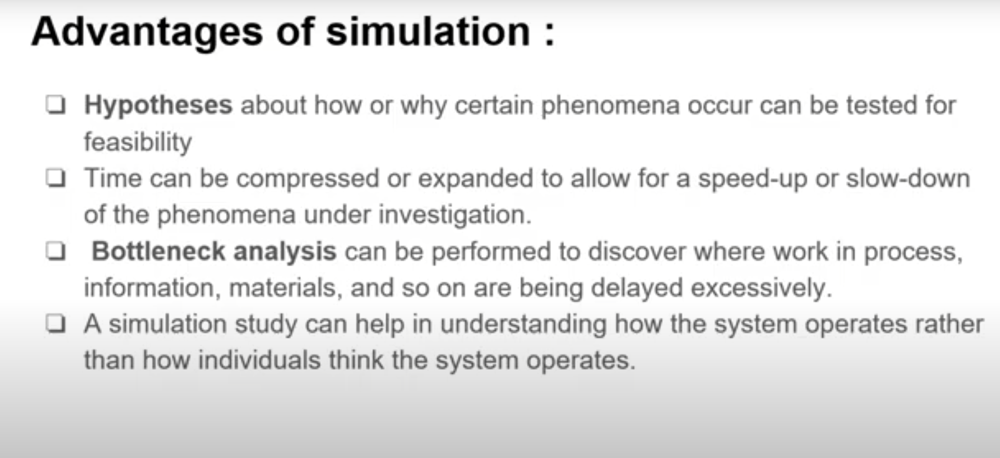 Advantages of simulation :
❏ Hypotheses about how or why certain phenomena occur can be tested for
feasibility
❏ Time can be compressed or expanded to allow for a speed-up or slow-down
of the phenomena under investigation.
❏ Bottleneck analysis can be performed to discover where work in process,
information, materials, and so on are being delayed excessively.
❏ A simulation study can help in understanding how the system operates rather
than how individuals think the system operates.